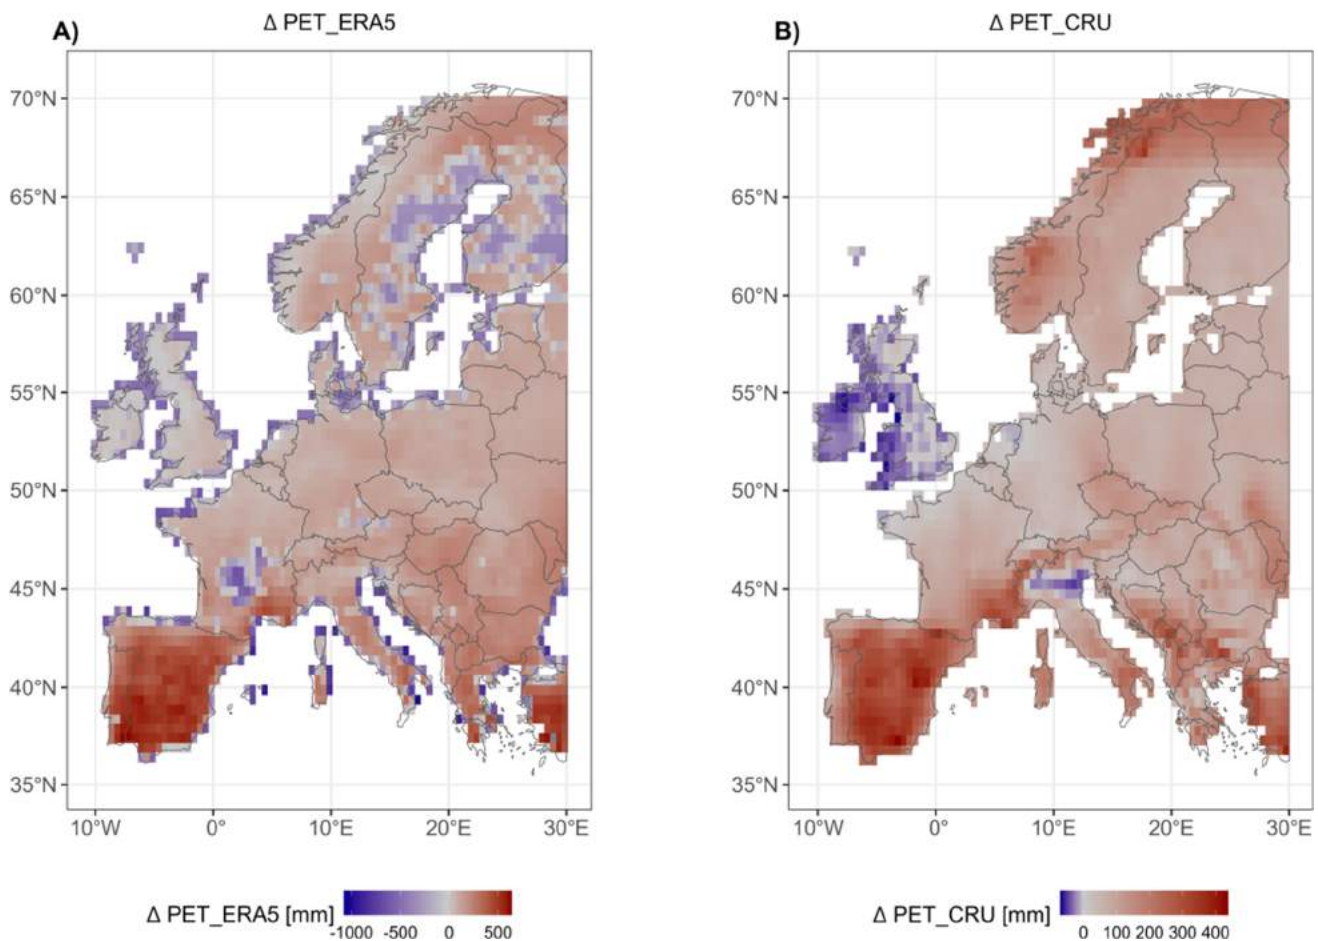 A)
Δ PET_ERA5
70°N
65°N
60°N
55°N
50°N
45°N
40°N
35°N
10°W 0° 10°E 20°E 30°E
Δ PET_ERA5 [mm]
-1000 -500 0 500
B)
Δ PET_CRU
70°N
65°N
60°N
55°N
50°N
45°N
40°N
35°N
10°W 0° 10°E 20°E 30°E
Δ PET_CRU [mm]
0 100 200 300 400